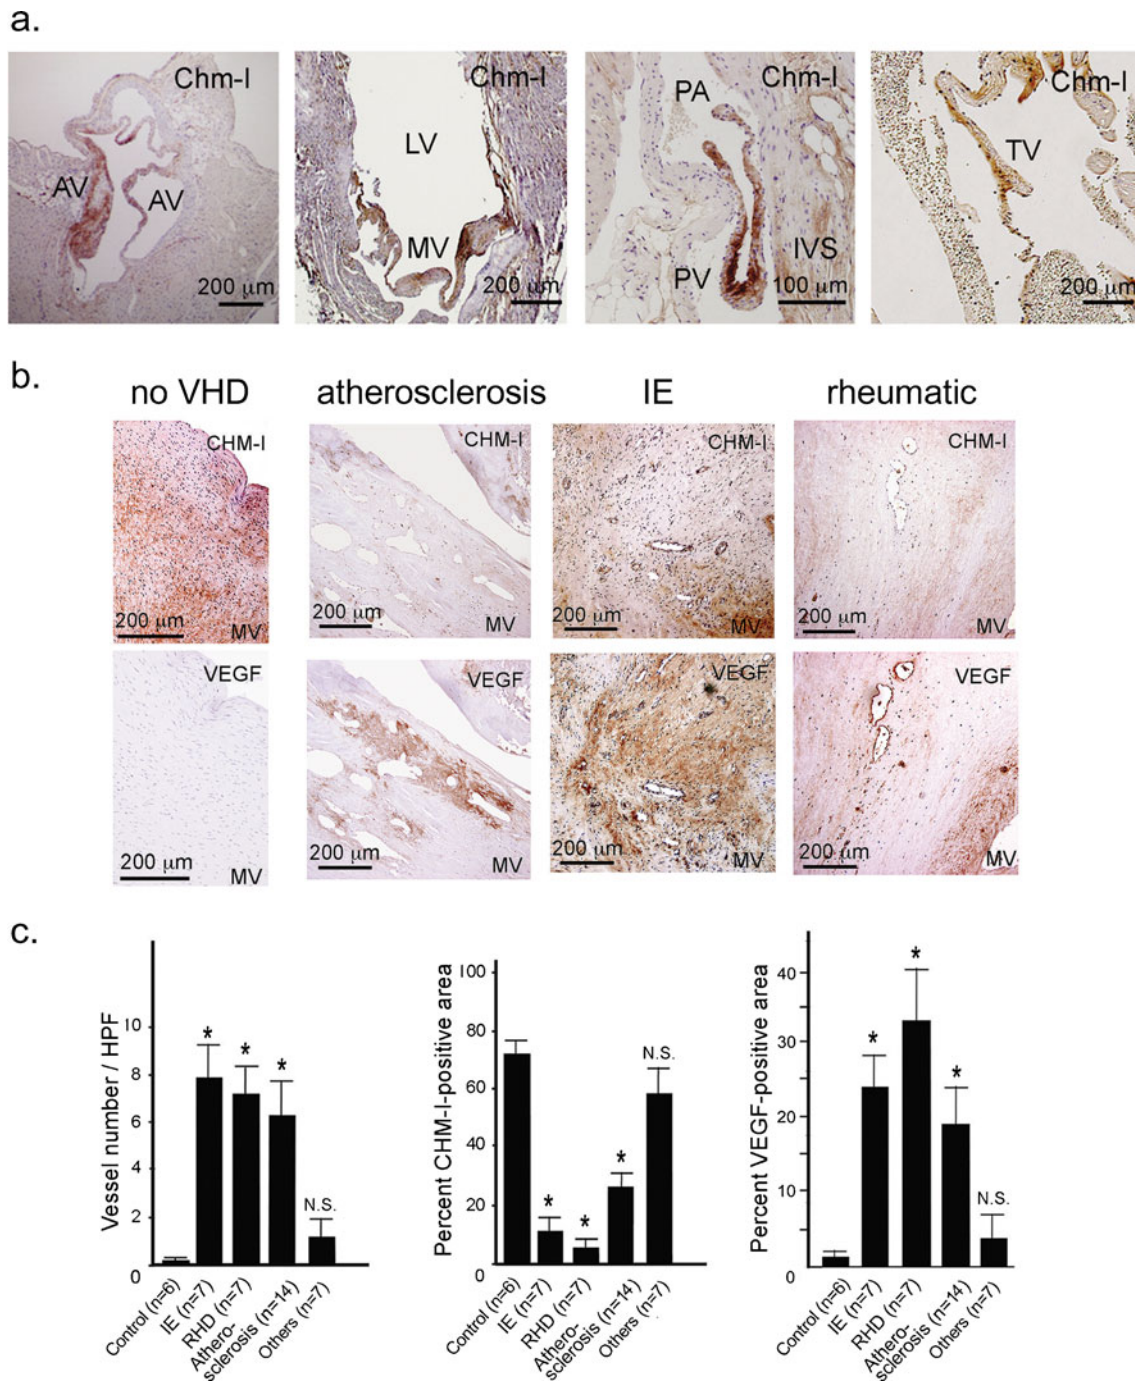 a.
Chm-I
AV
AV
200 μm
LV
Chm-I
MV
200 μm
PA
Chm-I
PV
IVS
100 μm
Chm-I
TV
200 μm
b.
no VHD
atherosclerosis
IE
rheumatic
CHM-I
200 μm
MV
CHM-I
200 μm
MV
CHM-I
200 μm
MV
CHM-I
200 μm
MV
VEGF
200 μm
MV
VEGF
200 μm
MV
VEGF
200 μm
MV
VEGF
200 μm
MV
c.
Vessel number / HPF
10
8
6
4
2
0
*
*
*
N.S.
Control (n=6)
IE (n=7)
RHD (n=7)
Athero-
sclerosis (n=14)
Others (n=7)
Percent CHM-I-positive area
100
80
60
40
20
0
*
*
*
N.S.
Control (n=6)
IE (n=7)
RHD (n=7)
Athero-
sclerosis (n=14)
Others (n=7)
Percent VEGF-positive area
40
30
20
10
0
*
*
*
N.S.
Control (n=6)
IE (n=7)
RHD (n=7)
Athero-
sclerosis (n=14)
Others (n=7)